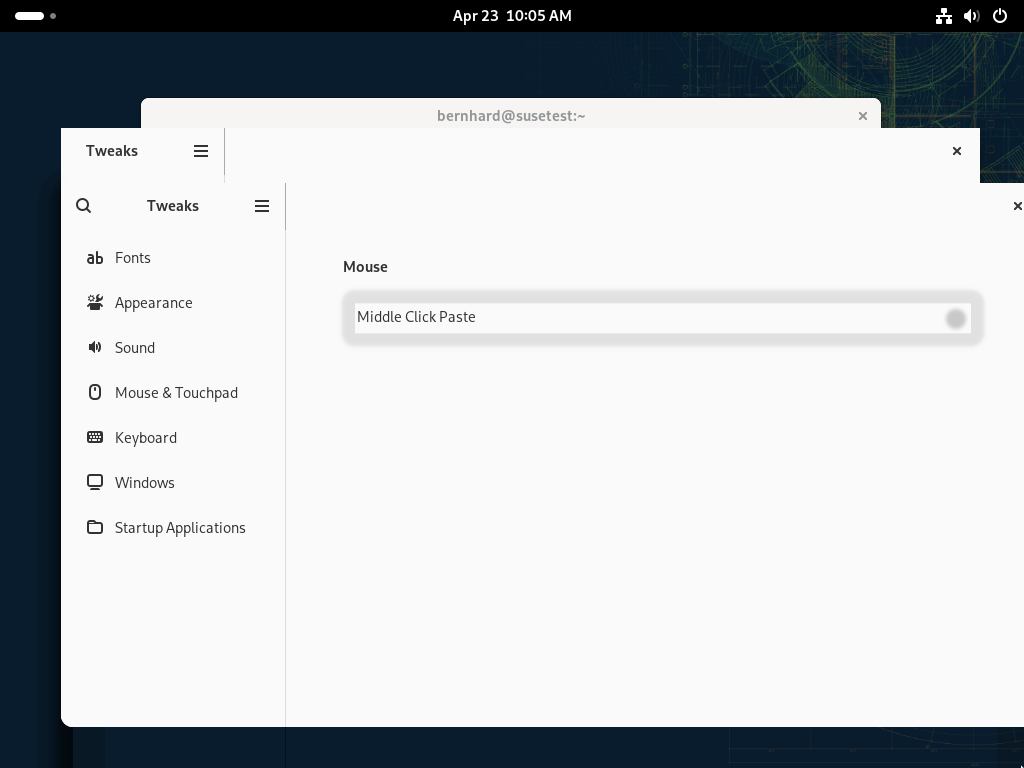 Apr 23 10:05 AM
bernhard@susetest:~
Tweaks
Tweaks
Fonts
Mouse
Appearance
Middle Click Paste
Sound
Mouse & Touchpad
Keyboard
Windows
Startup Applications